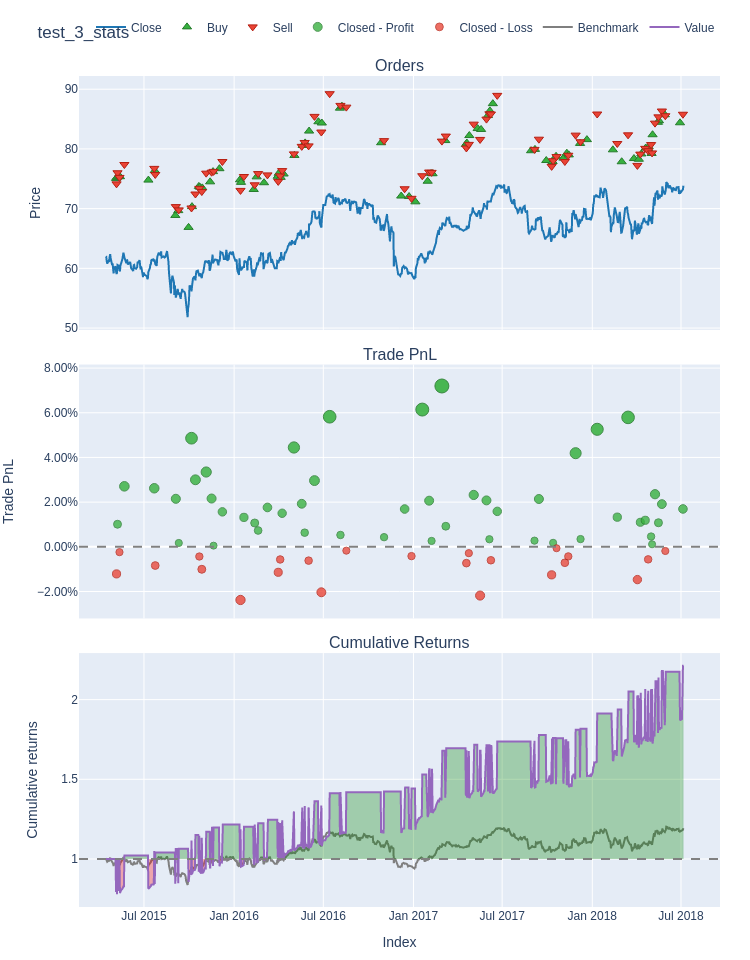 test_3_stats
Close Buy Sell Closed - Profit Closed - Loss Benchmark Value
Orders
90
80
70
60
50
Price
Trade PnL
8.00%
6.00%
4.00%
2.00%
0.00%
−2.00%
Trade PnL
Cumulative Returns
2
1.5
1
Cumulative returns
Jul 2015 Jan 2016 Jul 2016 Jan 2017 Jul 2017 Jan 2018 Jul 2018
Index